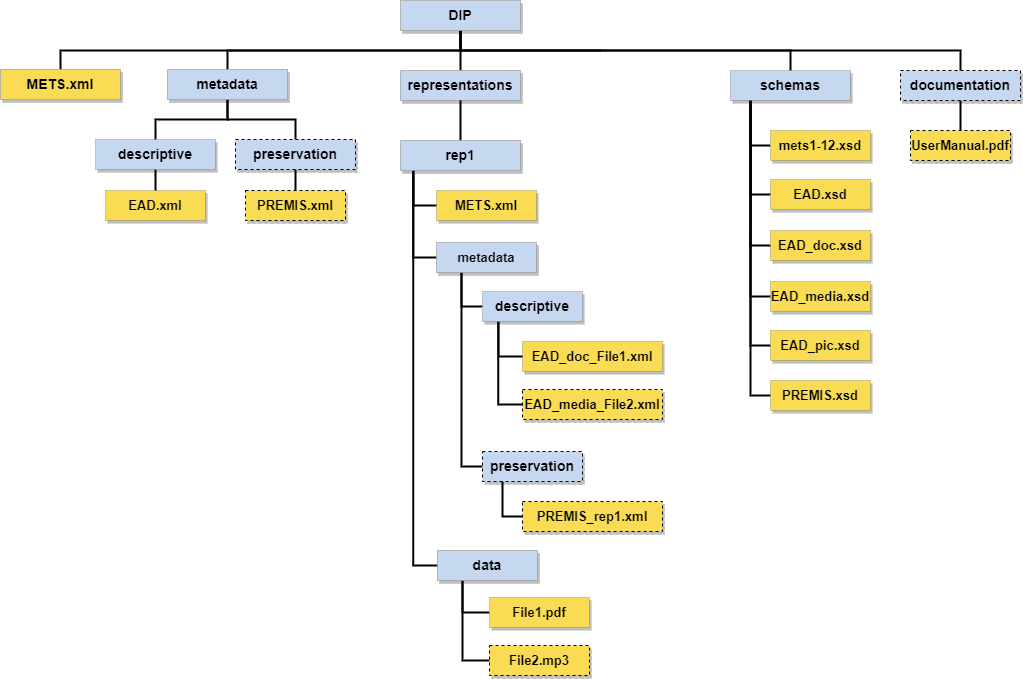 DIP
METS.xml
metadata
representations
schemas
documentation
descriptive
preservation
EAD.xml
PREMIS.xml
rep1
METS.xml
metadata
descriptive
EAD_doc_File1.xml
EAD_media_File2.xml
preservation
PREMIS_rep1.xml
data
File1.pdf
File2.mp3
mets1-12.xsd
EAD.xsd
EAD_doc.xsd
EAD_media.xsd
EAD_pic.xsd
PREMIS.xsd
UserManual.pdf